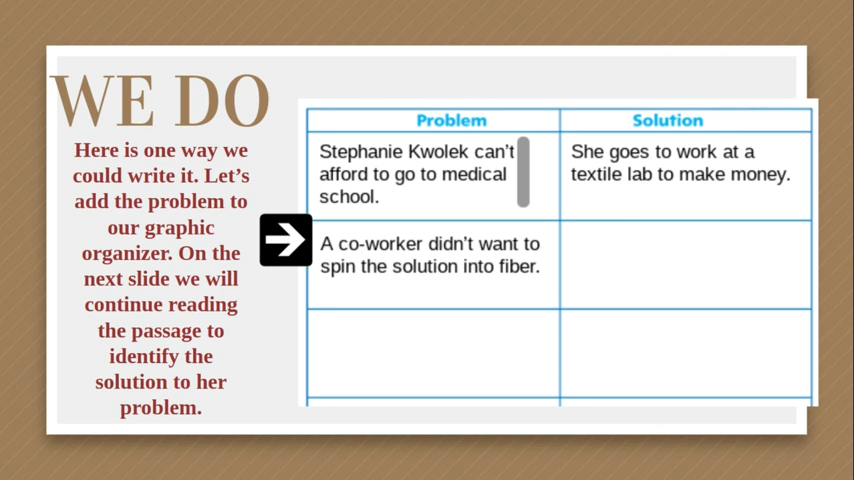 WE DO
Here is one way we
could write it. Let’s
add the problem to
our graphic
organizer. On the
next slide we will
continue reading
the passage to
identify the
solution to her
problem.
Problem
Solution
Stephanie Kwolek can’t
afford to go to medical
school.
She goes to work at a
textile lab to make money.
A co-worker didn’t want to
spin the solution into fiber.